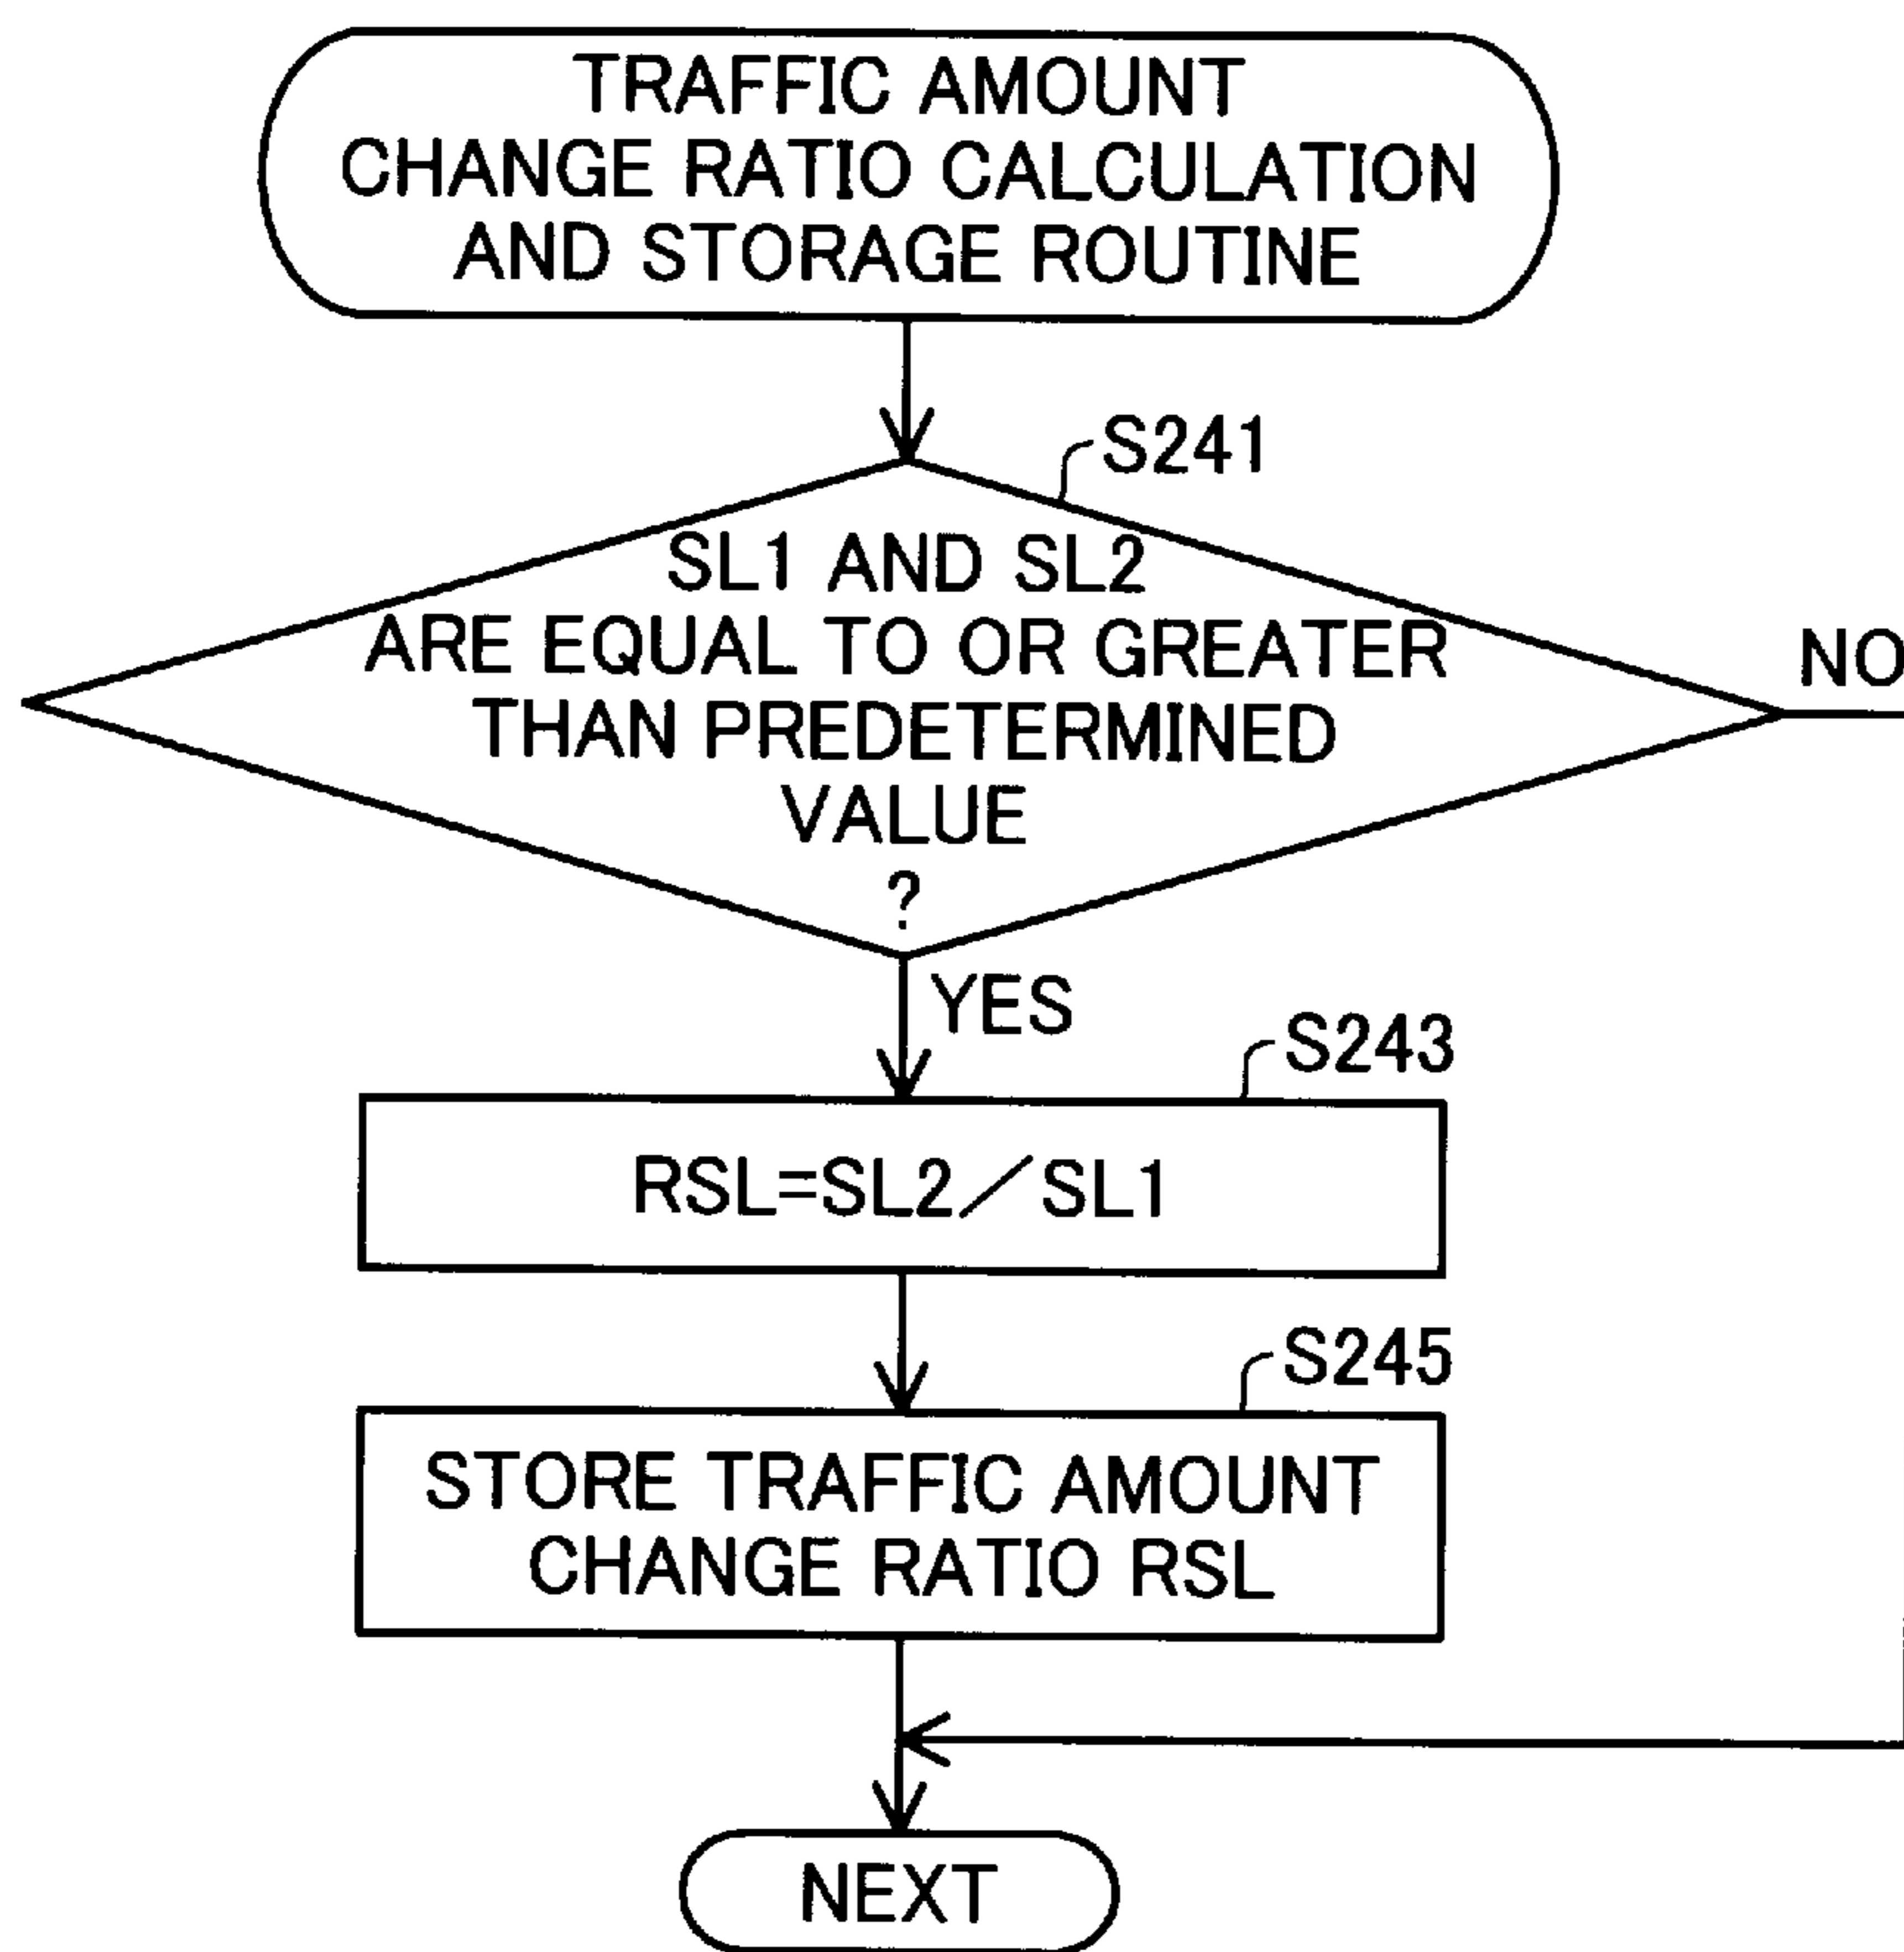 TRAFFIC AMOUNT
CHANGE RATIO CALCULATION
AND STORAGE ROUTINE
S241
SL1 AND SL2
ARE EQUAL TO OR GREATER
THAN PREDETERMINED
VALUE
?
NO
YES
S243
RSL=SL2/SL1
S245
STORE TRAFFIC AMOUNT
CHANGE RATIO RSL
NEXT